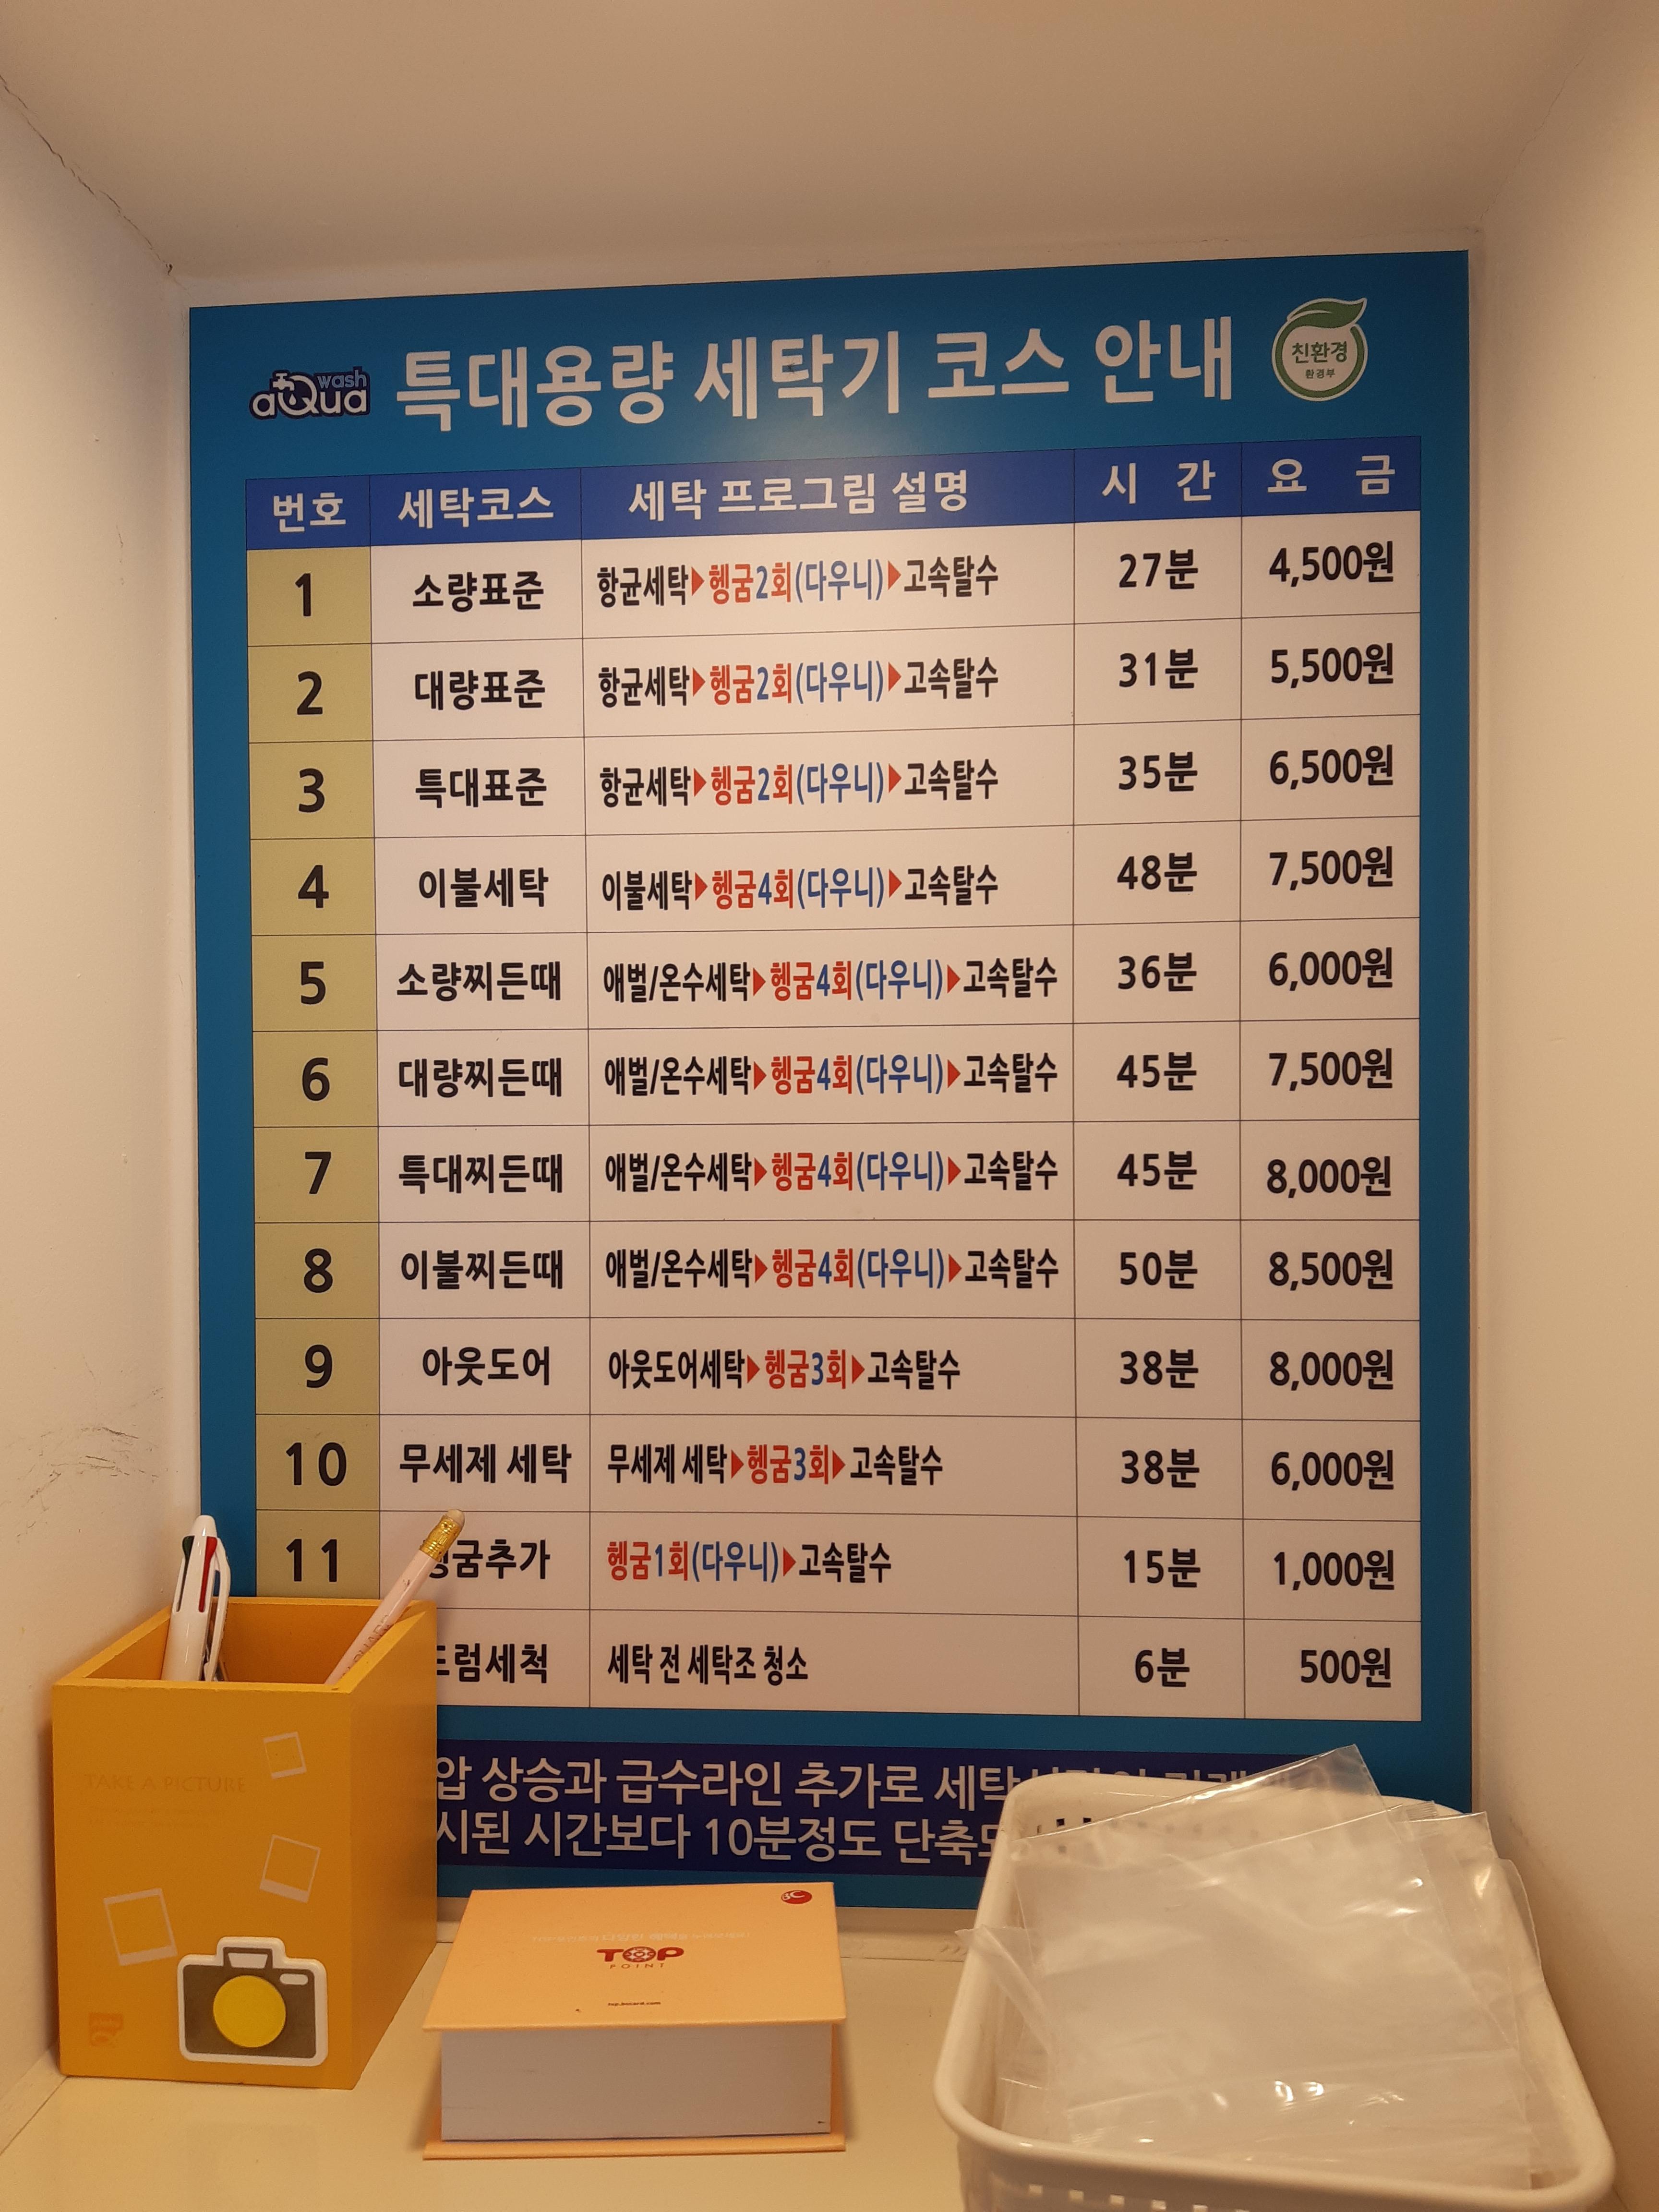 aQua wash
특대용량 세탁기 코스 안내
친환경
환경부
번호 세탁코스 세탁 프로그램 설명 시 간 요 금
1 소량표준 항균세탁▶헹굼2회(다우니)▶고속탈수 27분 4,500원
2 대량표준 항균세탁▶헹굼2회(다우니)▶고속탈수 31분 5,500원
3 특대표준 항균세탁▶헹굼2회(다우니)▶고속탈수 35분 6,500원
4 이불세탁 이불세탁▶헹굼4회(다우니)▶고속탈수 48분 7,500원
5 소량찌든때 애벌/온수세탁▶헹굼4회(다우니)▶고속탈수 36분 6,000원
6 대량찌든때 애벌/온수세탁▶헹굼4회(다우니)▶고속탈수 45분 7,500원
7 특대찌든때 애벌/온수세탁▶헹굼4회(다우니)▶고속탈수 45분 8,000원
8 이불찌든때 애벌/온수세탁▶헹굼4회(다우니)▶고속탈수 50분 8,500원
9 아웃도어 아웃도어세탁▶헹굼3회▶고속탈수 38분 8,000원
10 무세제 세탁 무세제 세탁▶헹굼3회▶고속탈수 38분 6,000원
11 헹굼추가 헹굼1회(다우니)▶고속탈수 15분 1,000원
드럼세척 세탁 전 세탁조 청소 6분 500원
압 상승과 급수라인 추가로
시된 시간보다 10분정도
TAKE A PICTURE
TOP
POINT